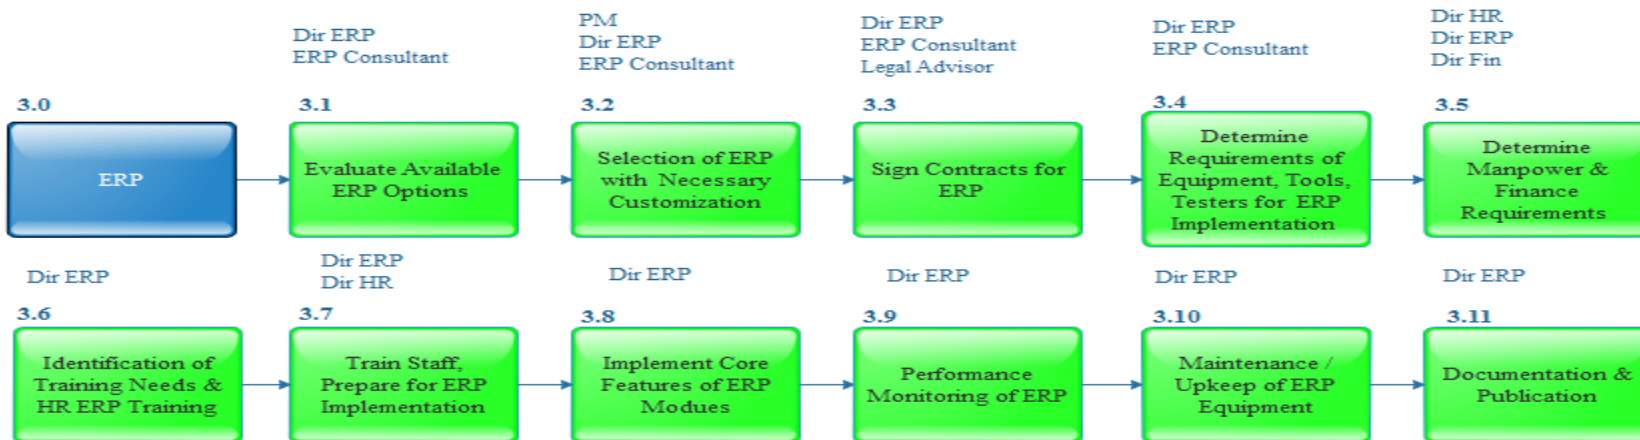 Dir ERP
ERP Consultant
PM
Dir ERP
ERP Consultant
Dir ERP
ERP Consultant
Legal Advisor
Dir ERP
ERP Consultant
Dir HR
Dir ERP
Dir Fin
3.0
ERP
3.1
Evaluate Available
ERP Options
3.2
Selection of ERP
with Necessary
Customization
3.3
Sign Contracts for
ERP
3.4
Determine
Requirements of
Equipment, Tools,
Testers for ERP
Implementation
3.5
Determine
Manpower &
Finance
Requirements
Dir ERP
3.6
Identification of
Training Needs &
HR ERP Training
Dir ERP
Dir HR
3.7
Train Staff,
Prepare for ERP
Implementation
Dir ERP
3.8
Implement Core
Features of ERP
Modues
Dir ERP
3.9
Performance
Monitoring of ERP
Dir ERP
3.10
Maintenance /
Upkeep of ERP
Equipment
Dir ERP
3.11
Documentation &
Publication